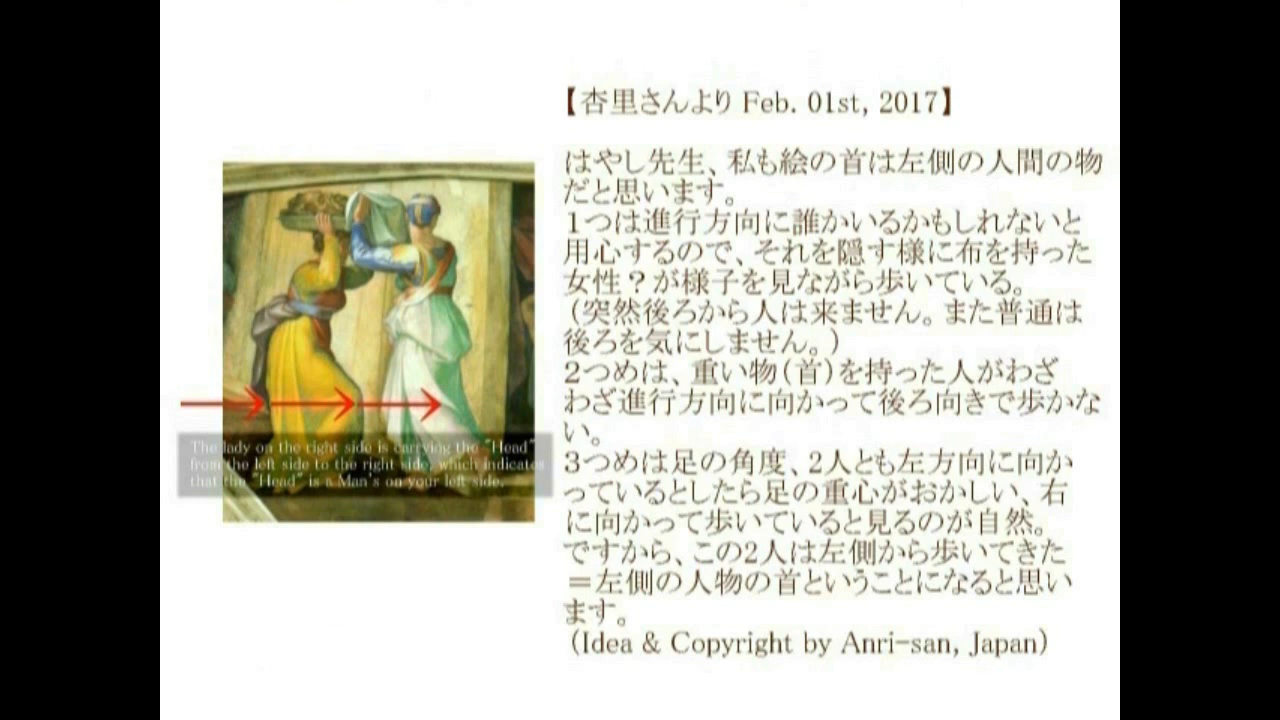 【杏里さんより Feb. 01st, 2017】
はやし先生、私も絵の首は左側の人間の物
だと思います。
1つは進行方向に誰かいるかもしれないと
用心するので、それを隠す様に布を持った
女性？が様子を見ながら歩いている。
（突然後ろから人は来ません。また普通は
後ろを気にしません。）
2つめは、重い物（首）を持った人がわざ
わざ進行方向に向かって後ろ向きで歩かな
い。
3つめは足の角度、2人とも左方向に向か
っているとしたら足の重心がおかしい、右
に向かって歩いていると見るのが自然。
ですから、この2人は左側から歩いてきた
＝左側の人物の首ということになると思い
ます。
（Idea & Copyright by Anri-san, Japan）
The lady on the right side is carrying the "Head"
from the left side to the right side, which indicates
that the "Head" is a Man's on your left side.